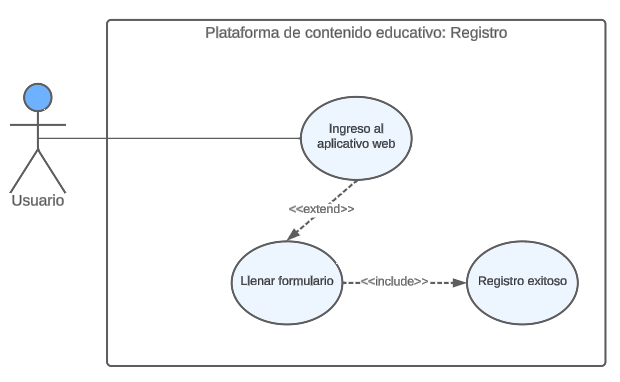 Plataforma de contenido educativo: Registro
Ingreso al
aplicativo web
Usuario
<<extend>>
Llenar formulario
<<include>>
Registro exitoso